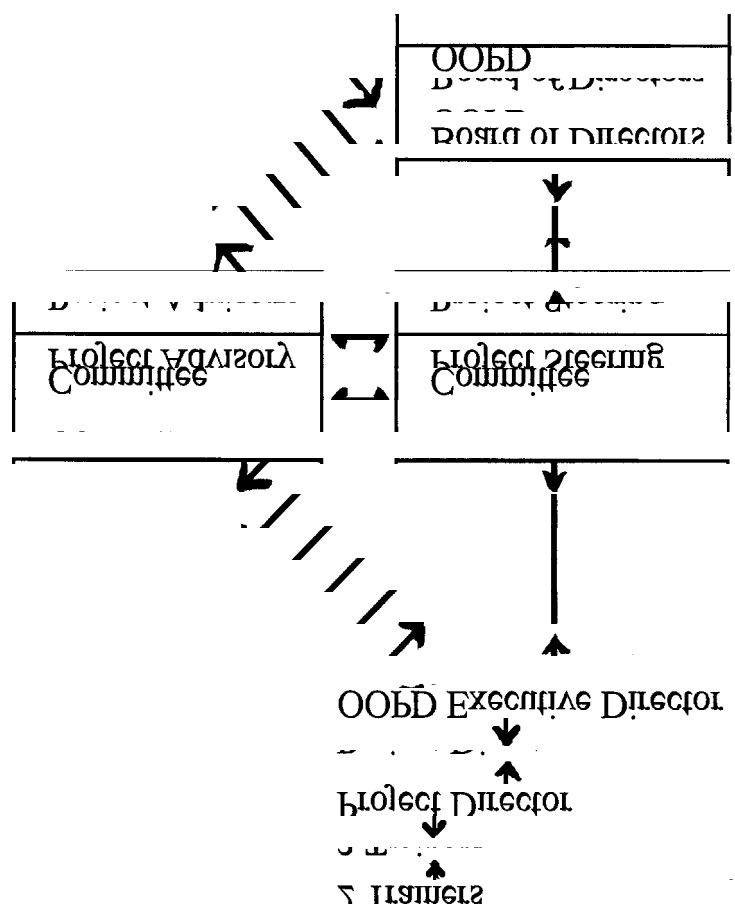 OOPD
Board of Directors
Project Advisory
Committee
Project Steering
Committee
OOPD Executive Director
Project Director
2 Trainers